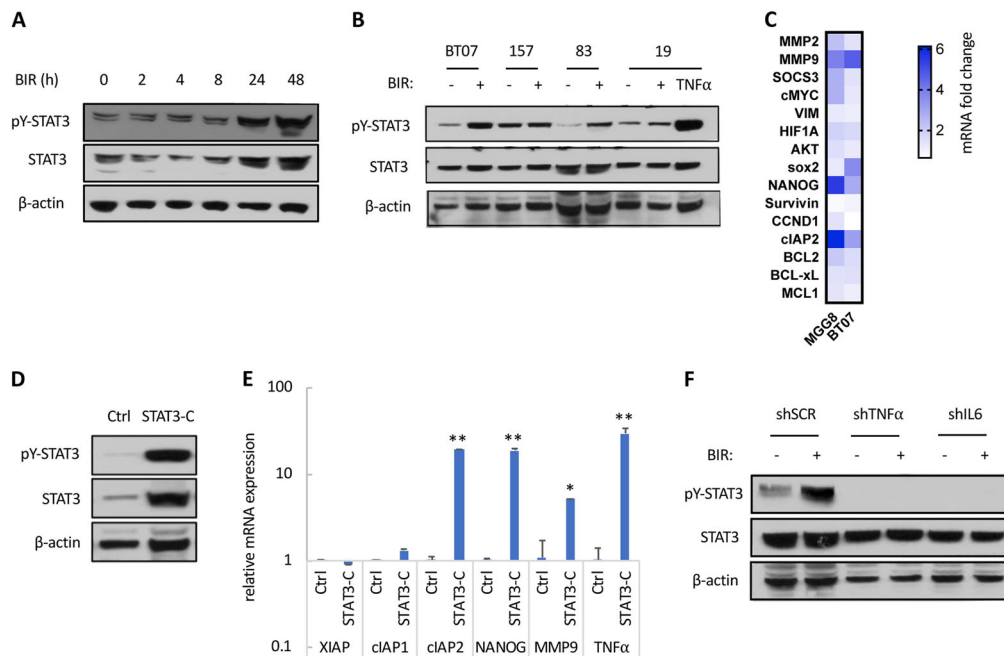 A
BIR (h) 0 2 4 8 24 48
pY-STAT3
STAT3
β-actin
B
BT07 157 83 19
BIR: - + - + - + - + TNFα
pY-STAT3
STAT3
β-actin
C
MMP2
MMP9
SOCS3
cMYC
VIM
HIF1A
AKT
sox2
NANOG
Survivin
CCND1
cIAP2
BCL2
BCL-xL
MCL1
MGG8
BT07
6
4
2
mRNA fold change
D
Ctrl STAT3-C
pY-STAT3
STAT3
β-actin
E
relative mRNA expression
100
10
1
0.1
** ** * **
Ctrl STAT3-C Ctrl STAT3-C Ctrl STAT3-C Ctrl STAT3-C Ctrl STAT3-C Ctrl STAT3-C
XIAP cIAP1 cIAP2 NANOG MMP9 TNFα
F
shSCR shTNFα shIL6
BIR: - + - + - +
pY-STAT3
STAT3
β-actin